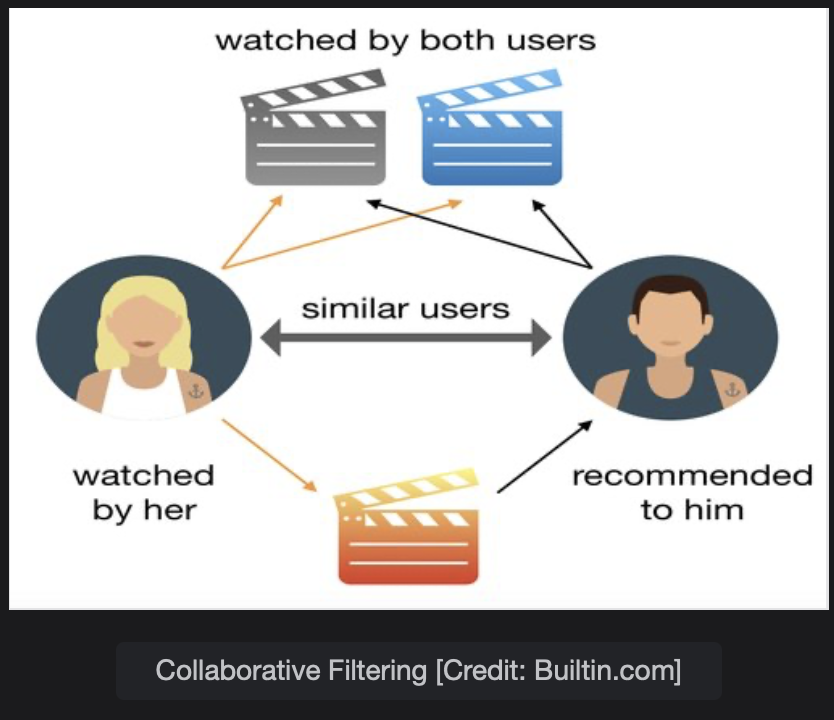 watched by both users
similar users
watched
by her
recommended
to him
Collaborative Filtering [Credit: Builtin.com]